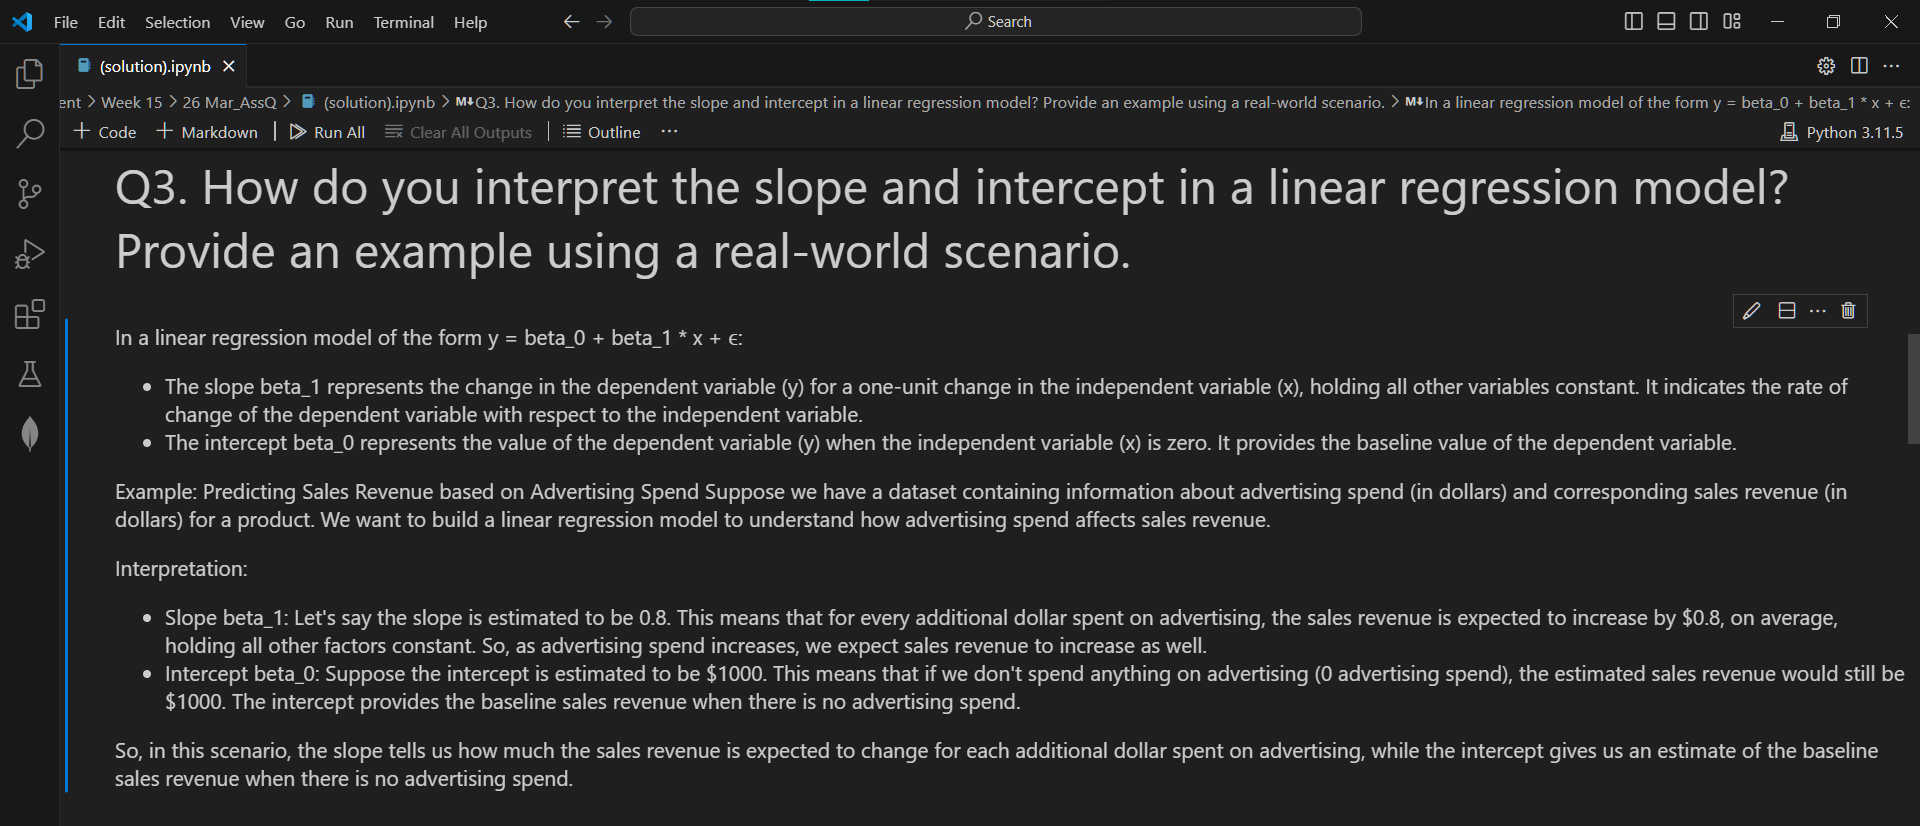 File Edit Selection View Go Run Terminal Help
Search
(solution).ipynb
ent > Week 15 > 26 Mar_AssQ > (solution).ipynb > M↓Q3. How do you interpret the slope and intercept in a linear regression model? Provide an example using a real-world scenario. > M↓In a linear regression model of the form y = beta_0 + beta_1 * x + ϵ:
+ Code + Markdown Run All Clear All Outputs Outline ... Python 3.11.5
Q3. How do you interpret the slope and intercept in a linear regression model?
Provide an example using a real-world scenario.
In a linear regression model of the form y = beta_0 + beta_1 * x + ϵ:
• The slope beta_1 represents the change in the dependent variable (y) for a one-unit change in the independent variable (x), holding all other variables constant. It indicates the rate of
change of the dependent variable with respect to the independent variable.
• The intercept beta_0 represents the value of the dependent variable (y) when the independent variable (x) is zero. It provides the baseline value of the dependent variable.
Example: Predicting Sales Revenue based on Advertising Spend Suppose we have a dataset containing information about advertising spend (in dollars) and corresponding sales revenue (in
dollars) for a product. We want to build a linear regression model to understand how advertising spend affects sales revenue.
Interpretation:
• Slope beta_1: Let's say the slope is estimated to be 0.8. This means that for every additional dollar spent on advertising, the sales revenue is expected to increase by $0.8, on average,
holding all other factors constant. So, as advertising spend increases, we expect sales revenue to increase as well.
• Intercept beta_0: Suppose the intercept is estimated to be $1000. This means that if we don't spend anything on advertising (0 advertising spend), the estimated sales revenue would still be
$1000. The intercept provides the baseline sales revenue when there is no advertising spend.
So, in this scenario, the slope tells us how much the sales revenue is expected to change for each additional dollar spent on advertising, while the intercept gives us an estimate of the baseline
sales revenue when there is no advertising spend.